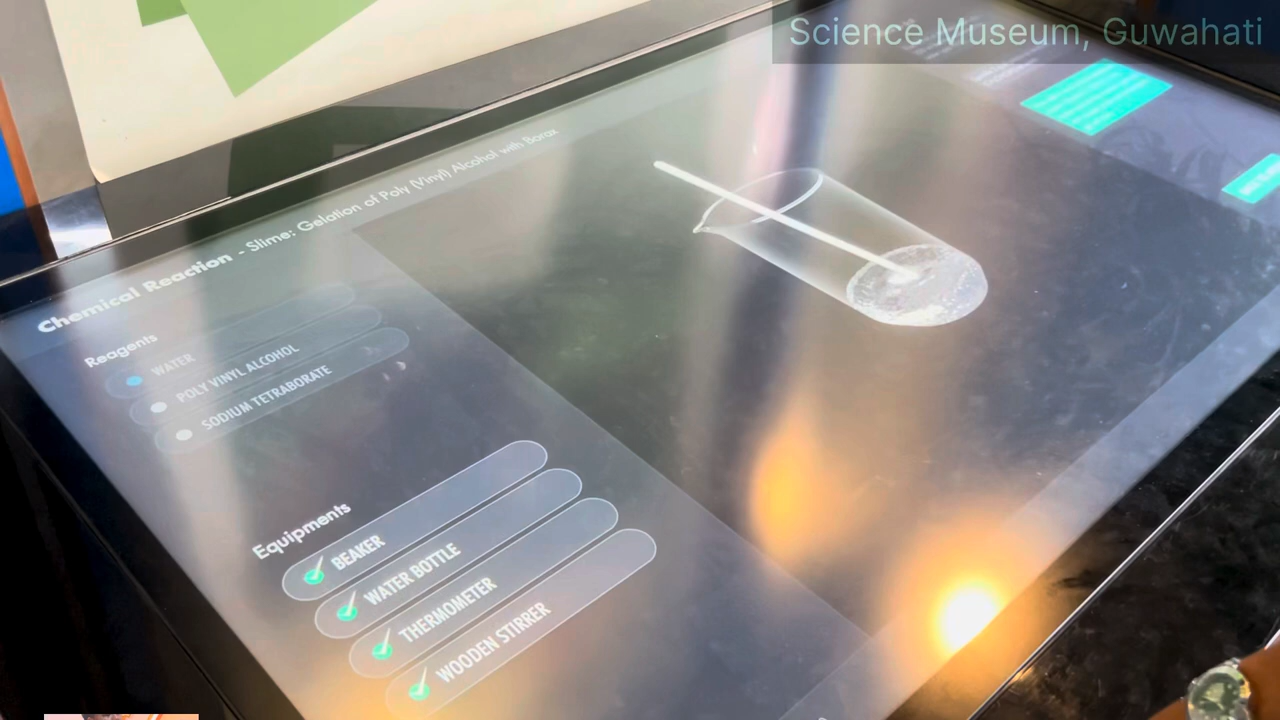 Science Museum, Guwahati
Chemical Reaction - Slime: Gelation of Poly (Vinyl) Alcohol with Borax
Reagents
WATER
POLY VINYL ALCOHOL
SODIUM TETRABORATE
Equipments
BEAKER
WATER BOTTLE
THERMOMETER
WOODEN STIRRER